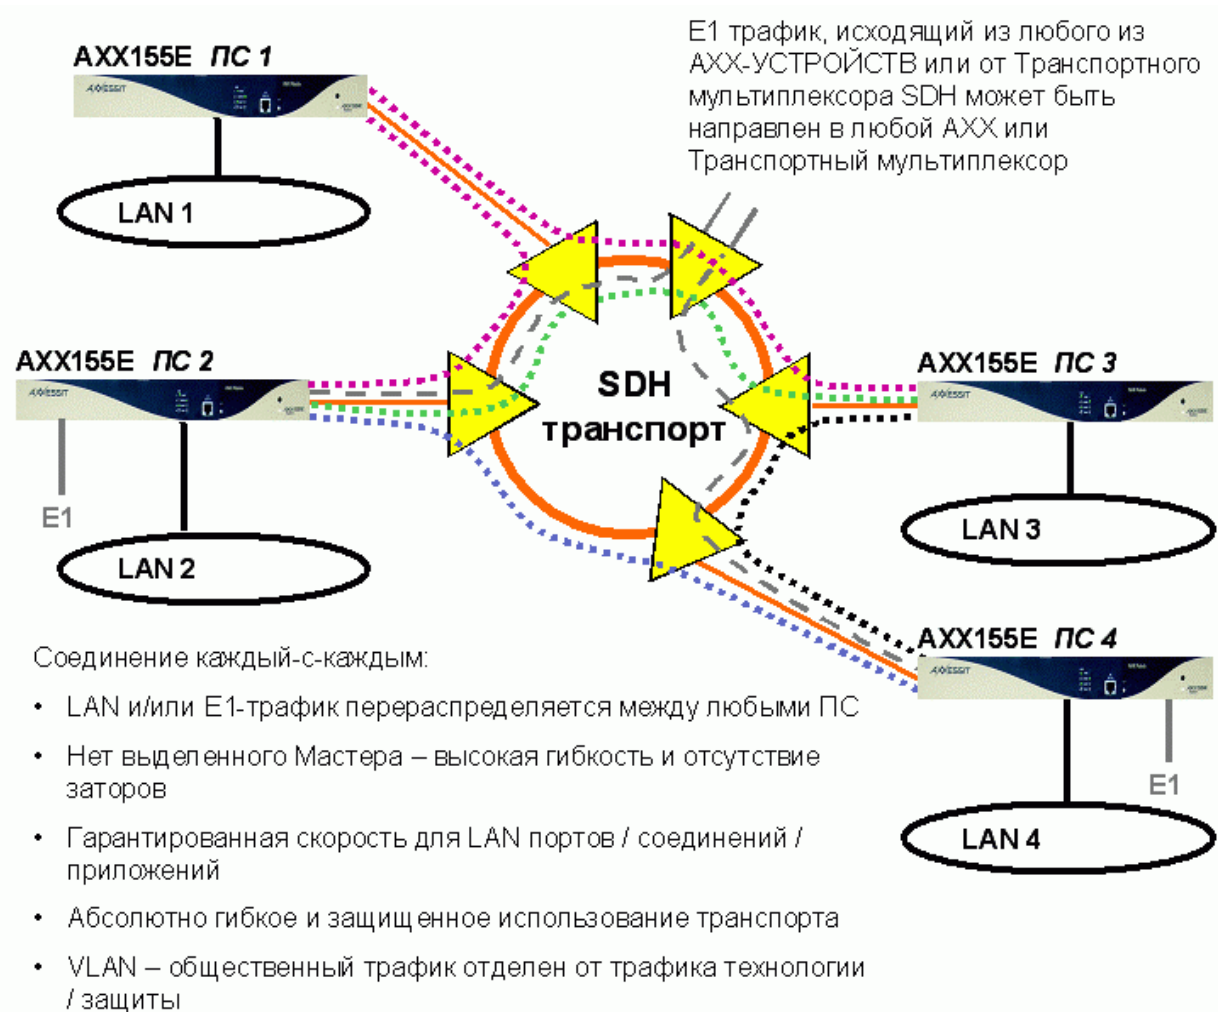 E1 трафик, исходящий из любого из
АХХ-УСТРОЙСТВ или от Транспортного
мультиплексора SDH может быть
направлен в любой АХХ или
Транспортный мультиплексор
AXX155E ПС 1
LAN 1
AXX155E ПС 2
E1
LAN 2
SDH
транспорт
AXX155E ПС 3
LAN 3
AXX155E ПС 4
E1
LAN 4
Соединение каждый-с-каждым:
• LAN и/или E1-трафик перераспределяется между любыми ПС
• Нет выделенного Мастера – высокая гибкость и отсутствие
заторов
• Гарантированная скорость для LAN портов / соединений /
приложений
• Абсолютно гибкое и защищенное использование транспорта
• VLAN – общественный трафик отделен от трафика технологии
/ защиты